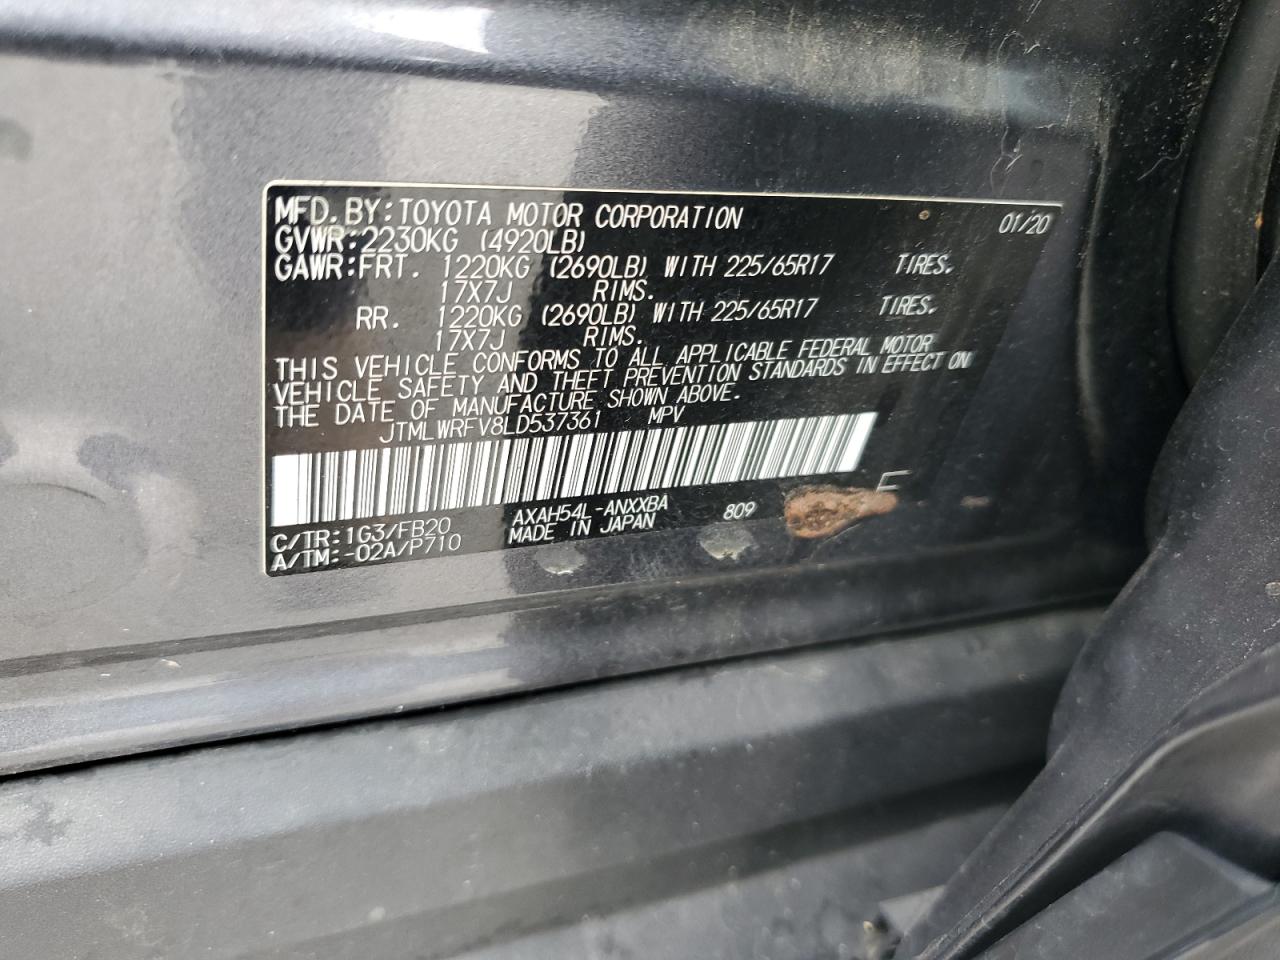 MFD.BY:TOYOTA MOTOR CORPORATION 01/20
GVWR:2230KG (4920LB)
GAWR:FRT. 1220KG (2690LB) WITH 225/65R17 TIRES.
17X7J RIMS.
RR. 1220KG (2690LB) WITH 225/65R17 TIRES.
17X7J RIMS.
THIS VEHICLE CONFORMS TO ALL APPLICABLE FEDERAL MOTOR
VEHICLE SAFETY AND THEFT PREVENTION STANDARDS IN EFFECT ON
THE DATE OF MANUFACTURE SHOWN ABOVE.
JTMLWRFV8LD537361 MPV
C/TR:1G3/FB20 AXAH54L-ANXXBA 809
A/TM:-02A/P710 MADE IN JAPAN